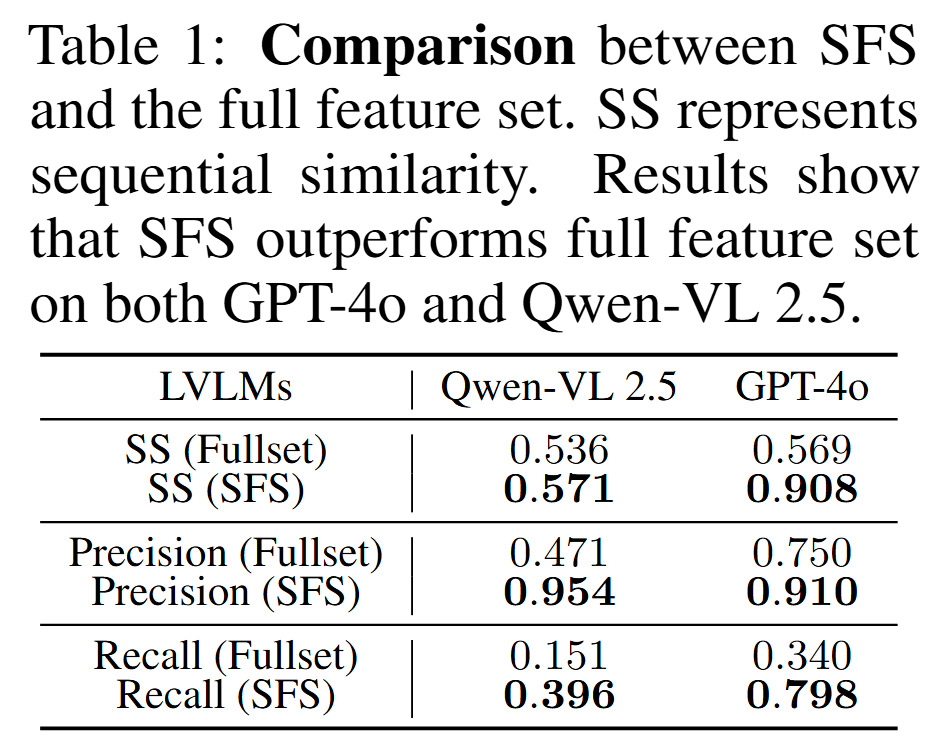 Table 1: Comparison between SFS
and the full feature set. SS represents
sequential similarity. Results show
that SFS outperforms full feature set
on both GPT-4o and Qwen-VL 2.5.
LVLMs Qwen-VL 2.5 GPT-4o
SS (Fullset) 0.536 0.569
SS (SFS) 0.571 0.908
Precision (Fullset) 0.471 0.750
Precision (SFS) 0.954 0.910
Recall (Fullset) 0.151 0.340
Recall (SFS) 0.396 0.798